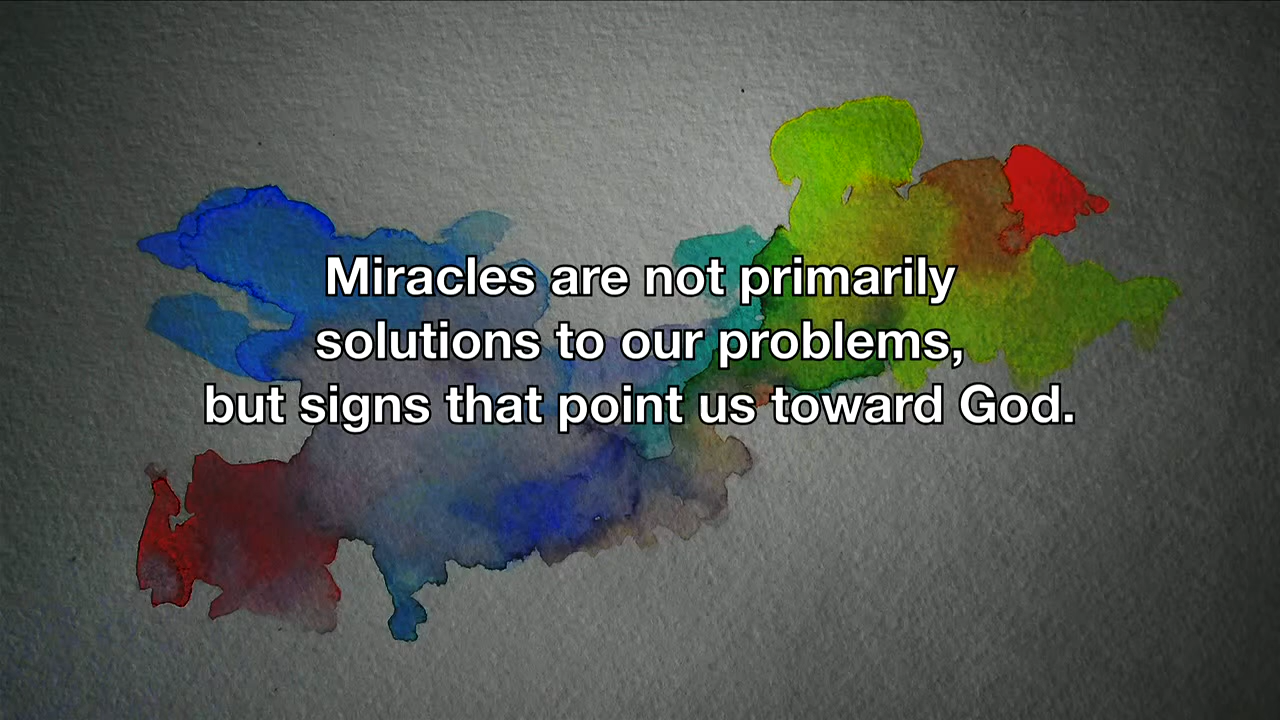 Miracles are not primarily
solutions to our problems,
but signs that point us toward God.